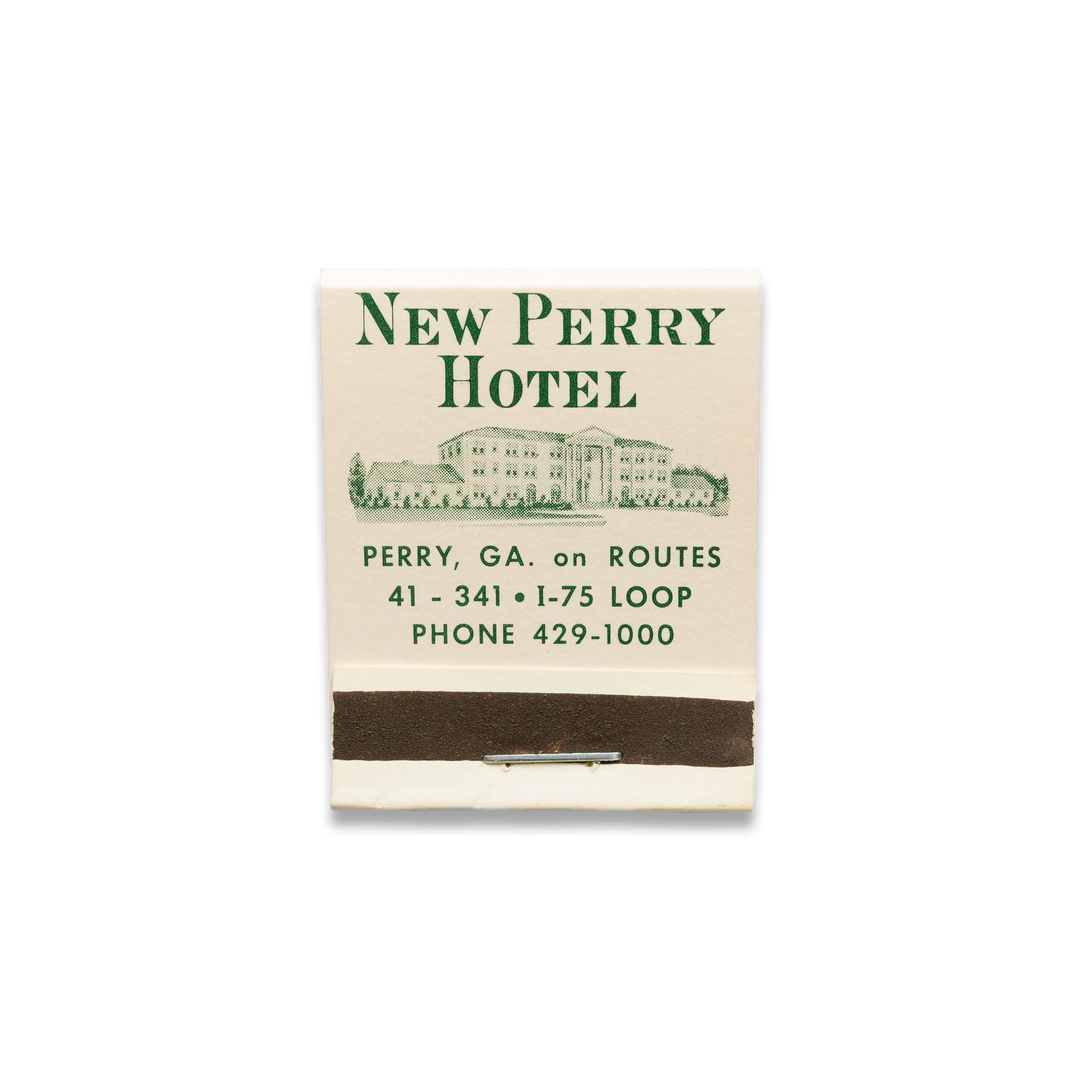 NEW PERRY
HOTEL
PERRY, GA. on ROUTES
41 - 341 • I-75 LOOP
PHONE 429-1000